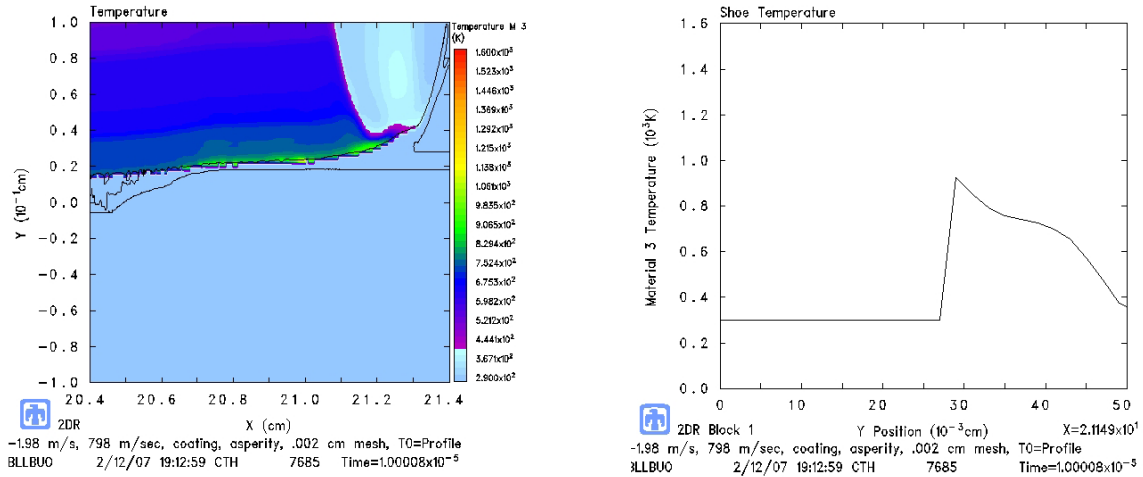 Temperature
Temperature M 3
(K)
1.600x10³
1.523x10³
1.446x10³
1.369x10³
1.292x10³
1.215x10³
1.138x10³
1.061x10³
9.835x10²
9.065x10²
8.294x10²
7.524x10²
6.753x10²
5.982x10²
5.212x10²
4.441x10²
3.671x10²
2.900x10²
1.0
0.8
0.6
0.4
0.2
0.0
-0.2
-0.4
-0.6
-0.8
-1.0
Y (10⁻¹cm)
20.4 20.6 20.8 21.0 21.2 21.4
X (cm)
2DR
-1.98 m/s, 798 m/sec, coating, asperity, .002 cm mesh, T0=Profile
BLLBUO 2/12/07 19:12:59 CTH 7685 Time=1.00008x10⁻⁵
Shoe Temperature
1.6
1.4
1.2
1.0
0.8
0.6
0.4
0.2
0.0
Material 3 Temperature (10³K)
0 10 20 30 40 50
Y Position (10⁻³cm)
X=2.1149x10¹
2DR Block 1
-1.98 m/s, 798 m/sec, coating, asperity, .002 cm mesh, T0=Profile
3LLBUO 2/12/07 19:12:59 CTH 7685 Time=1.00008x10⁻⁵